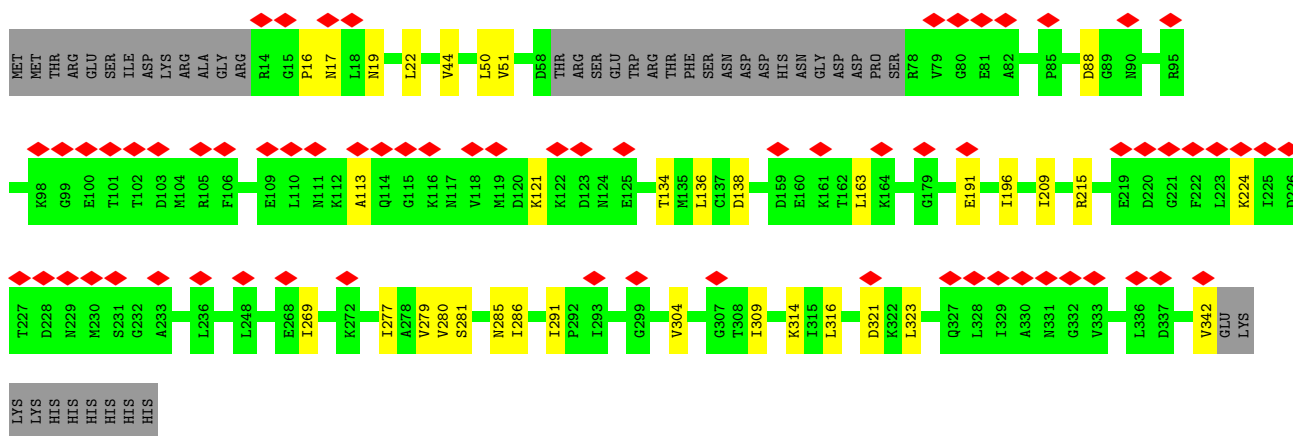 MET MET THR ARG GLU SER ILE ASP LYS ARG ALA GLY ARG R14 G15 P16 N17 L18 N19 L22 V44 L50 V51 D58 THR ARG SER GLU TRP ARG THR PHE SER ASN ASP ASP HIS ASN GLY ASP ASP PRO SER R78 V79 G80 E81 A82 P85 D88 G89 N90 R95
K98 G99 E100 T101 T102 D103 M104 R105 F106 E109 L110 N111 K112 A113 Q114 G115 K116 N117 V118 M119 D120 K121 K122 D123 N124 E125 T134 M135 L136 C137 D138 D159 E160 K161 T162 L163 K164 G179 E191 I196 I209 R215 E219 D220 G221 F222 L223 K224 I225 D226
T227 D228 N229 M230 S231 G232 A233 L236 L248 E268 I269 K272 I277 A278 V279 V280 S281 N285 I286 I291 P292 I293 G299 V304 G307 T308 I309 K314 I315 L316 D321 K322 L323 Q327 L328 I329 A330 N331 G332 V333 L336 D337 V342 GLU LYS
LYS LYS HIS HIS HIS HIS HIS HIS